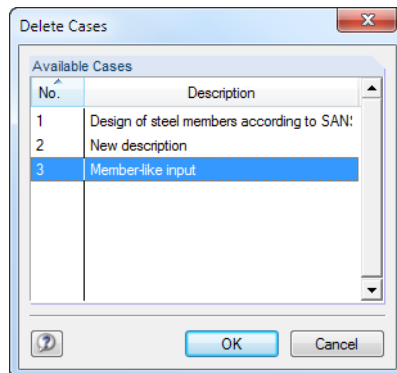 Delete Cases
Available Cases
No. Description
1 Design of steel members according to SANS
2 New description
3 Member-like input
OK Cancel